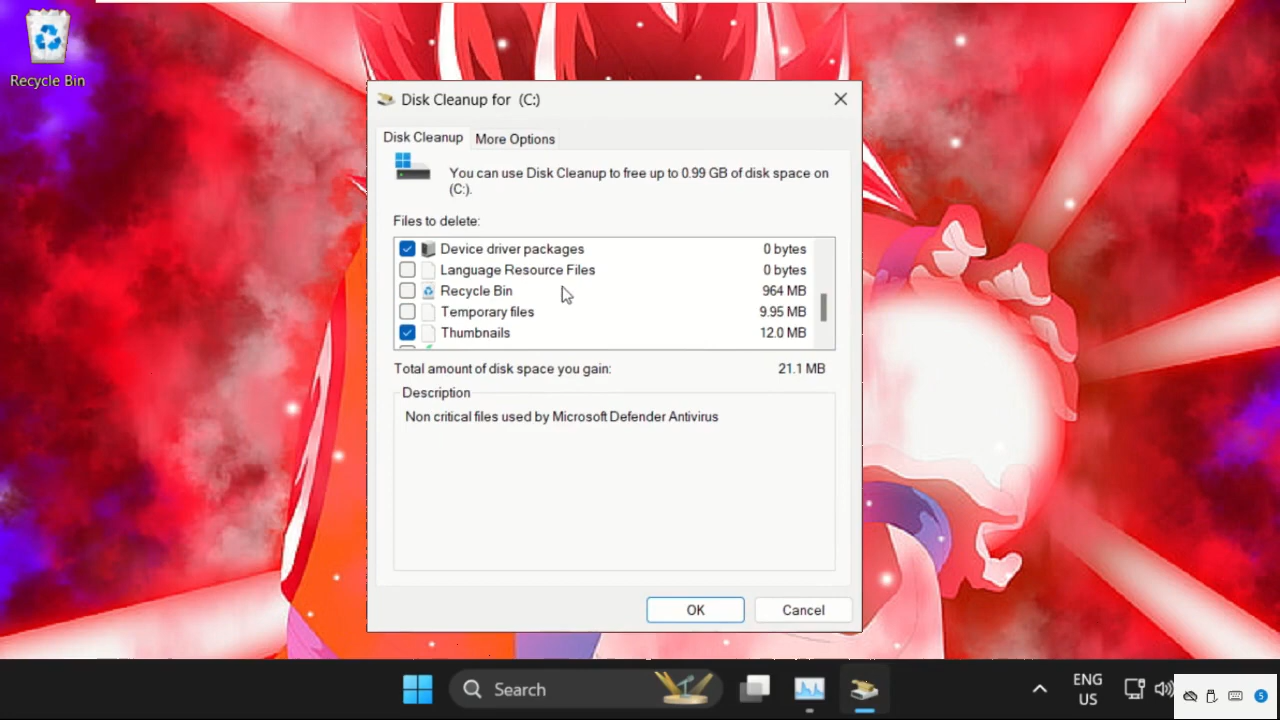 Recycle Bin
Disk Cleanup for (C:)
Disk Cleanup
More Options
You can use Disk Cleanup to free up to 0.99 GB of disk space on
(C:).
Files to delete:
Device driver packages 0 bytes
Language Resource Files 0 bytes
Recycle Bin 964 MB
Temporary files 9.95 MB
Thumbnails 12.0 MB
Total amount of disk space you gain: 21.1 MB
Description
Non critical files used by Microsoft Defender Antivirus
OK
Cancel
Search
ENG
US
5